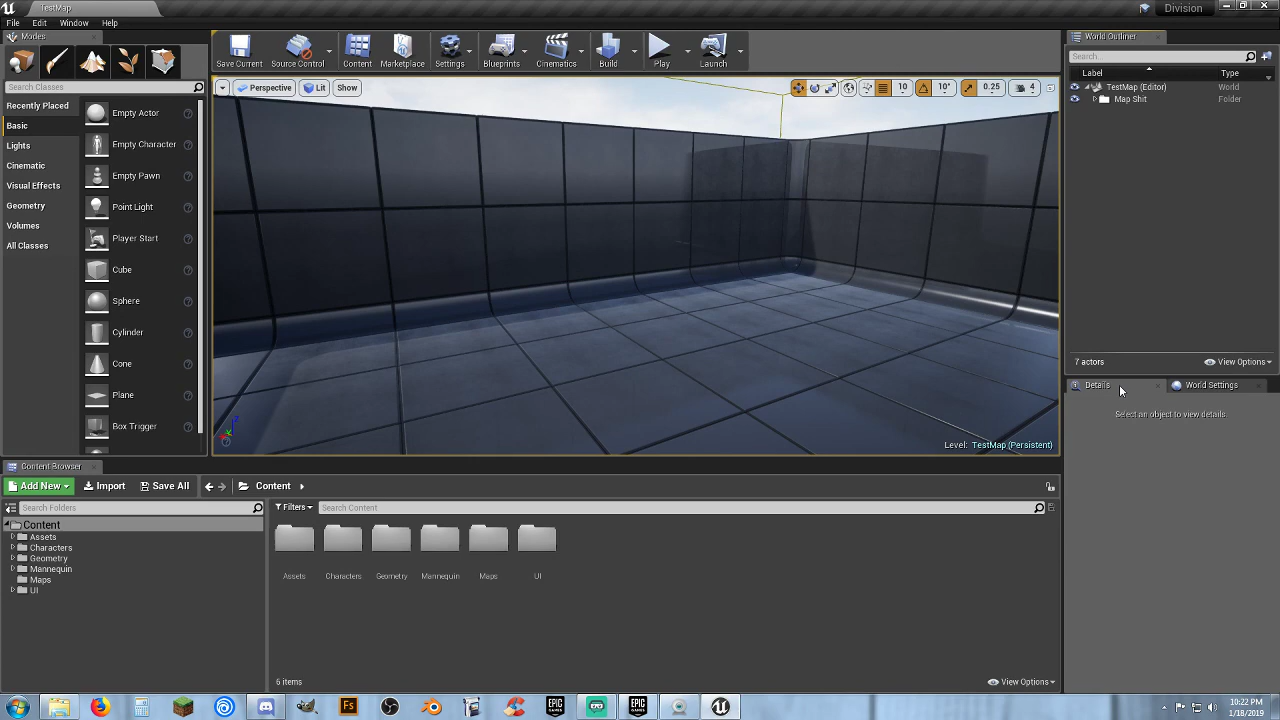 TestMap
Division
File Edit Window Help
Modes
Search Classes
Recently Placed
Basic
Lights
Cinematic
Visual Effects
Geometry
Volumes
All Classes
Empty Actor
Empty Character
Empty Pawn
Point Light
Player Start
Cube
Sphere
Cylinder
Cone
Plane
Box Trigger
Save Current
Source Control
Content
Marketplace
Settings
Blueprints
Cinematics
Build
Play
Launch
Perspective Lit Show
10 10° 0.25 4
Level: TestMap (Persistent)
World Outliner
Search...
Label Type
TestMap (Editor) World
Map Shit Folder
7 actors View Options
Details World Settings
Select an object to view details.
Content Browser
Add New Import Save All Content
Search Folders
Filters Search Content
Content
Assets
Characters
Geometry
Mannequin
Maps
UI
Assets Characters Geometry Mannequin Maps UI
6 items View Options
Fs
EPIC GAMES
EPIC GAMES
10:22 PM
1/18/2019